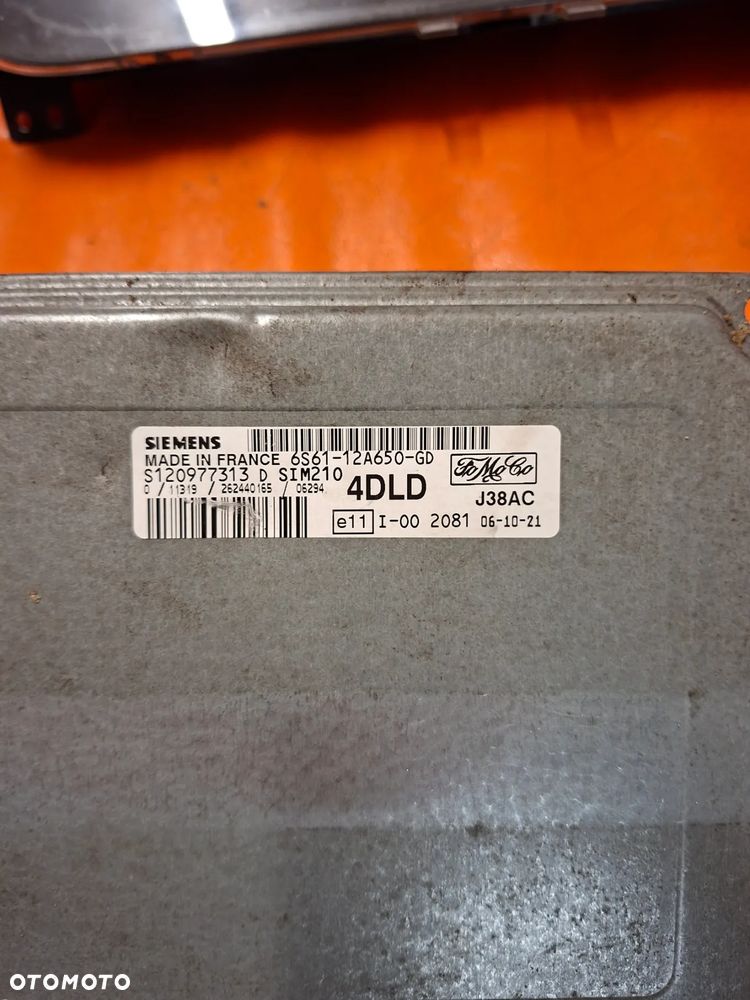 SIEMENS
MADE IN FRANCE 6S61-12A650-GD
S120977313 D SIM210
0 / 11319 / 262440165 / 06294
4DLD
FoMoCo
J38AC
e11 I-00 2081 06-10-21
OTOMOTO